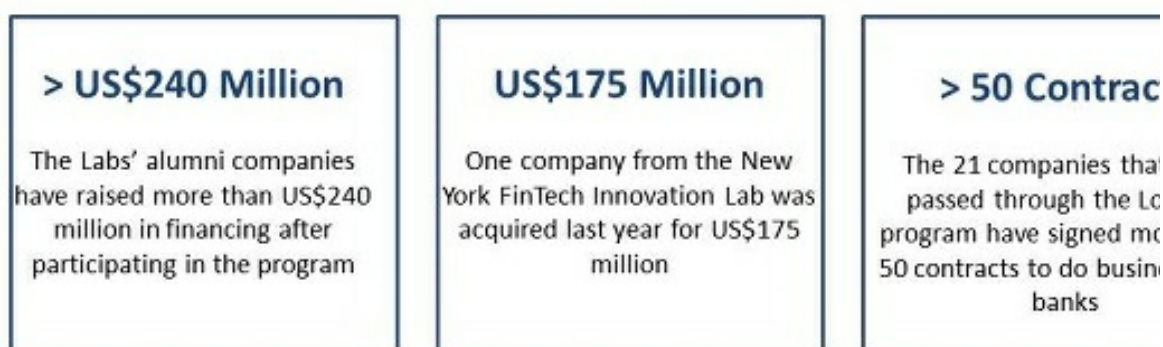 > US$240 Million
The Labs’ alumni companies
have raised more than US$240
million in financing after
participating in the program
US$175 Million
One company from the New
York FinTech Innovation Lab was
acquired last year for US$175
million
> 50
The 21 companies
passed through the
program have signed
50 contracts to do
banks